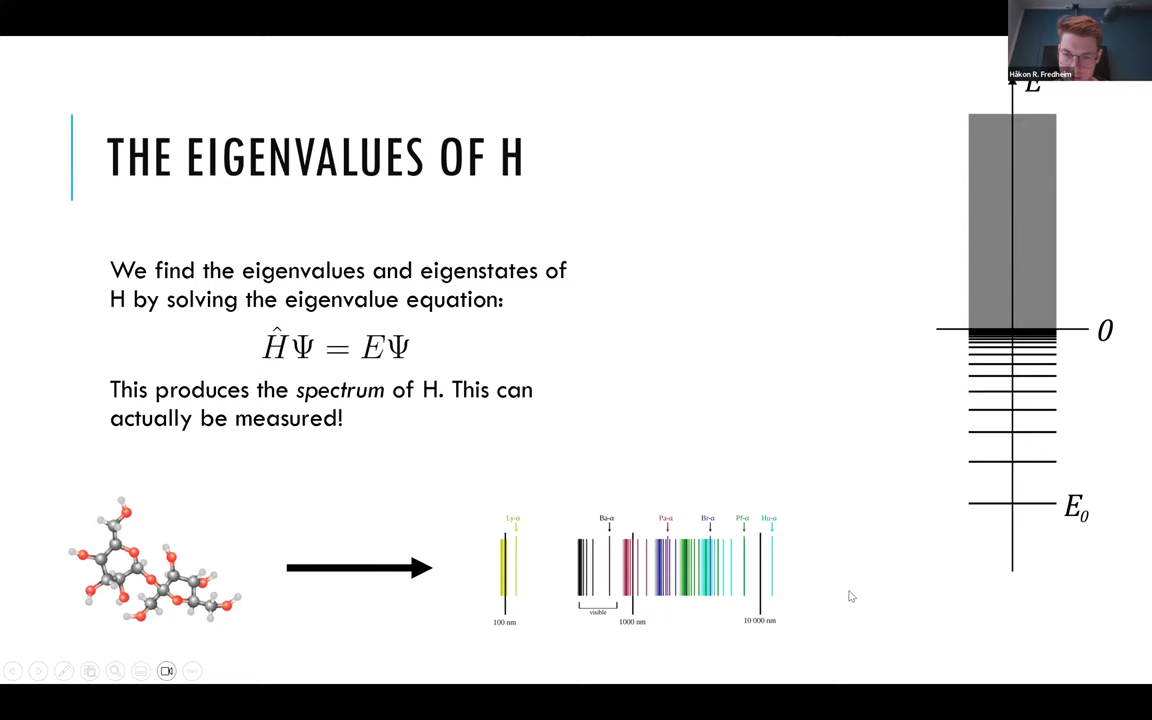 Håkon R. Fredheim
E
THE EIGENVALUES OF H
We find the eigenvalues and eigenstates of
H by solving the eigenvalue equation:
ĤΨ = EΨ
This produces the spectrum of H. This can
actually be measured!
0
E₀
Ly-α Ba-α Pa-α Br-α Pf-α Hu-α
visible
100 nm 1000 nm 10 000 nm